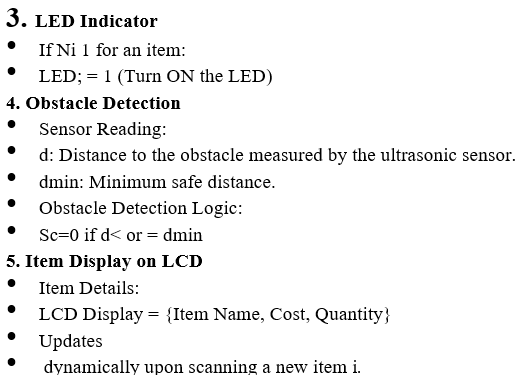 3. LED Indicator
● If Ni 1 for an item:
● LED; = 1 (Turn ON the LED)
4. Obstacle Detection
● Sensor Reading:
● d: Distance to the obstacle measured by the ultrasonic sensor.
● dmin: Minimum safe distance.
● Obstacle Detection Logic:
● Sc=0 if d< or = dmin
5. Item Display on LCD
● Item Details:
● LCD Display = {Item Name, Cost, Quantity}
● Updates
● dynamically upon scanning a new item i.